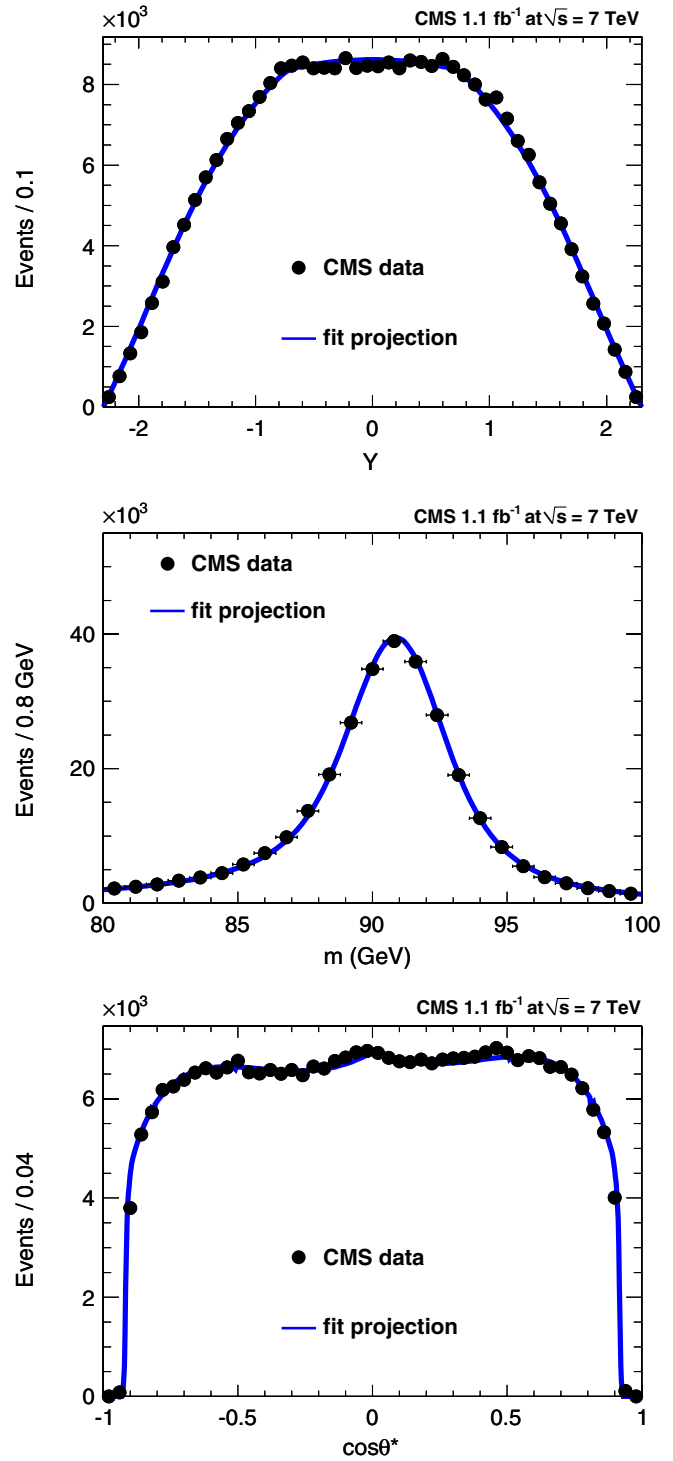 ×10³ CMS 1.1 fb⁻¹ at √s = 7 TeV
8
6
4
2
0
Events / 0.1
CMS data
fit projection
-2 -1 0 1 2
Y
×10³ CMS 1.1 fb⁻¹ at √s = 7 TeV
CMS data
fit projection
40
20
0
Events / 0.8 GeV
80 85 90 95 100
m (GeV)
×10³ CMS 1.1 fb⁻¹ at √s = 7 TeV
6
4
2
0
Events / 0.04
CMS data
fit projection
-1 -0.5 0 0.5 1
cosθ*